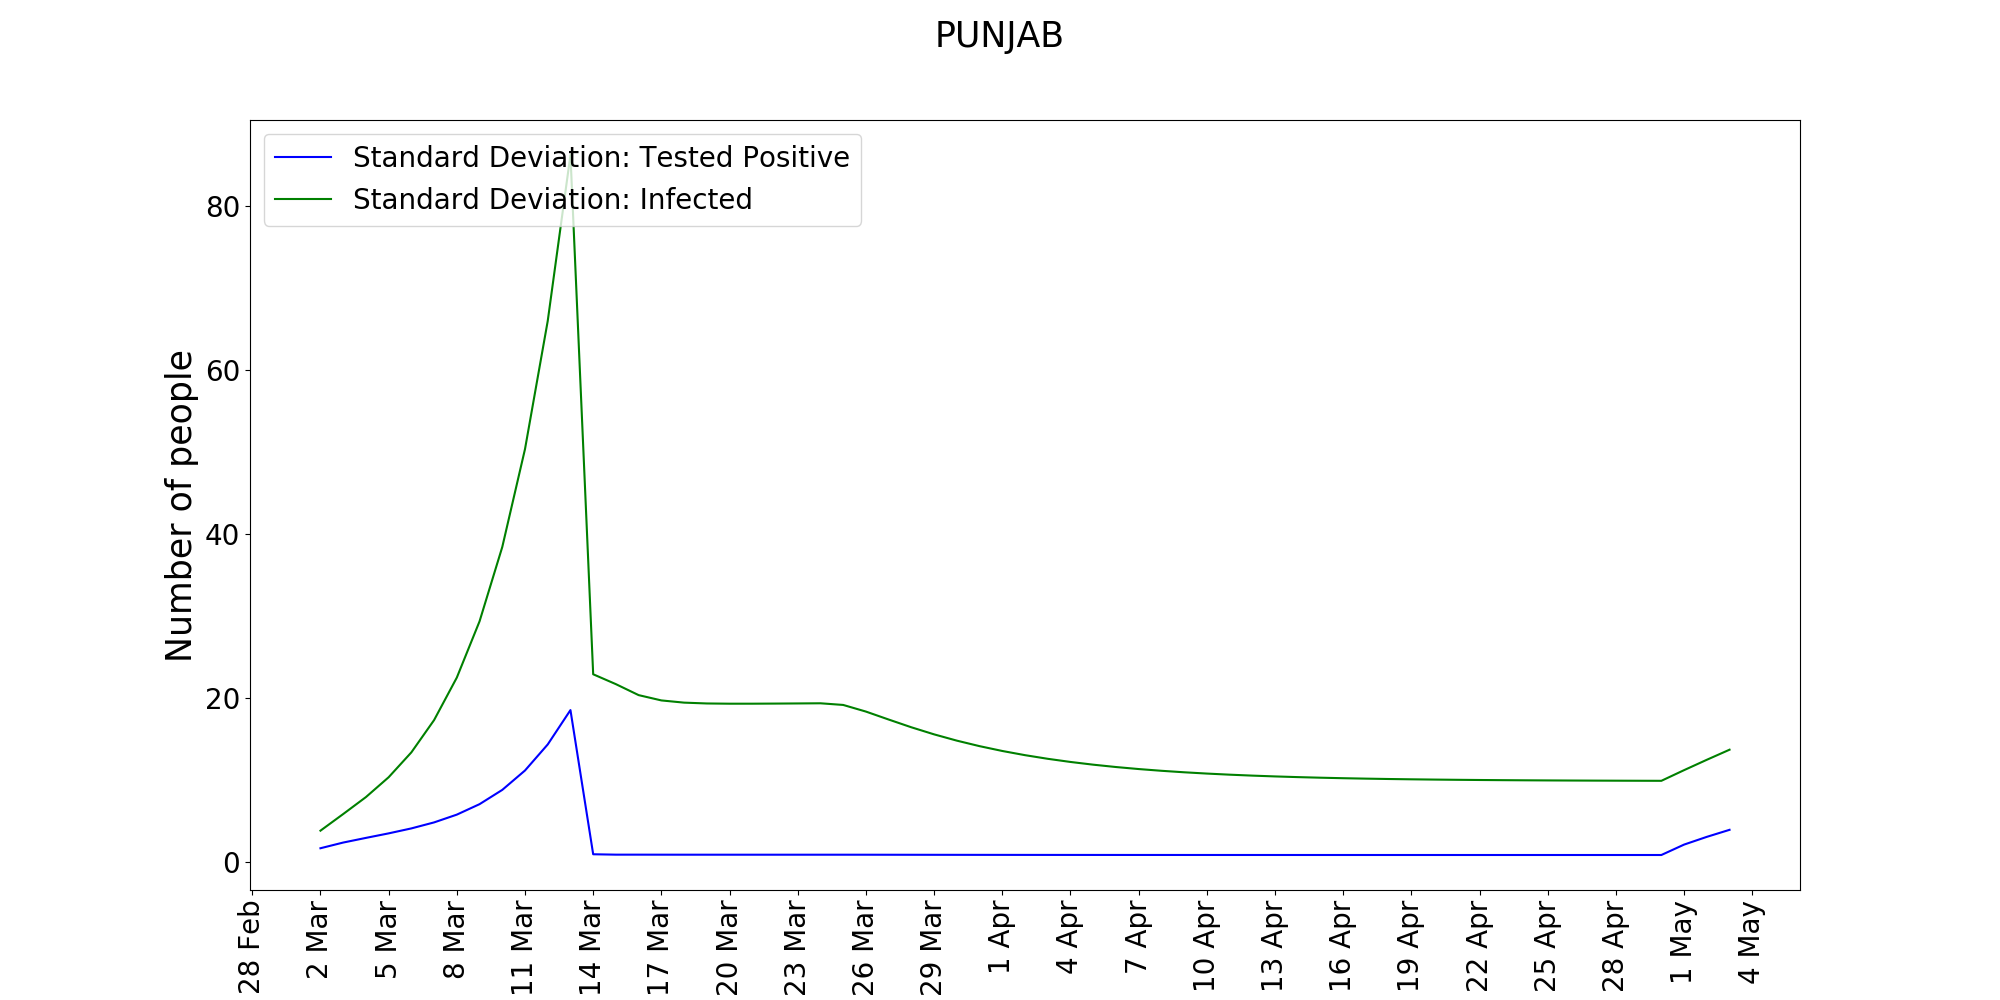 PUNJAB
Standard Deviation: Tested Positive
Standard Deviation: Infected
Number of people
80
60
40
20
0
28 Feb
2 Mar
5 Mar
8 Mar
11 Mar
14 Mar
17 Mar
20 Mar
23 Mar
26 Mar
29 Mar
1 Apr
4 Apr
7 Apr
10 Apr
13 Apr
16 Apr
19 Apr
22 Apr
25 Apr
28 Apr
1 May
4 May